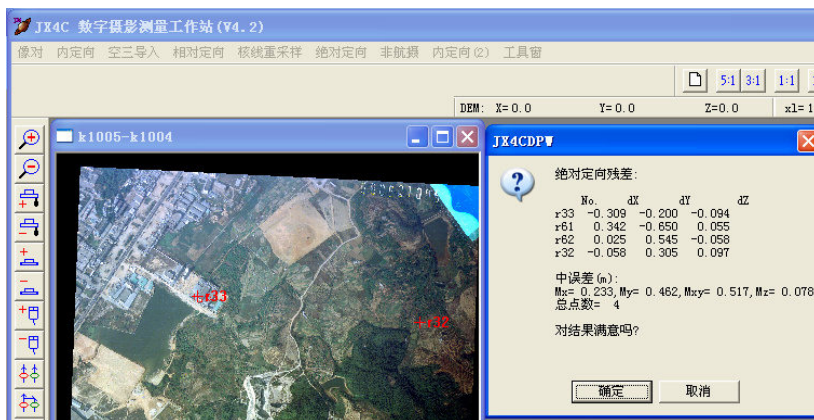 JX4C 数字摄影测量工作站(V4.2)
像对 内定向 空三导入 相对定向 核线重采样 绝对定向 非航摄 内定向(2) 工具窗
5:1 3:1 1:1
DEM: X=0.0 Y=0.0 Z=0.0 xl=1
k1005-k1004
r33
r32
JX4CDPW
绝对定向残差:
No. dX dY dZ
r33 -0.309 -0.200 -0.094
r61 0.342 -0.650 0.055
r62 0.025 0.545 -0.058
r32 -0.058 0.305 0.097
中误差(m):
Mx= 0.233,My= 0.462,Mxy= 0.517,Mz= 0.078
总点数= 4
对结果满意吗?
确定 取消